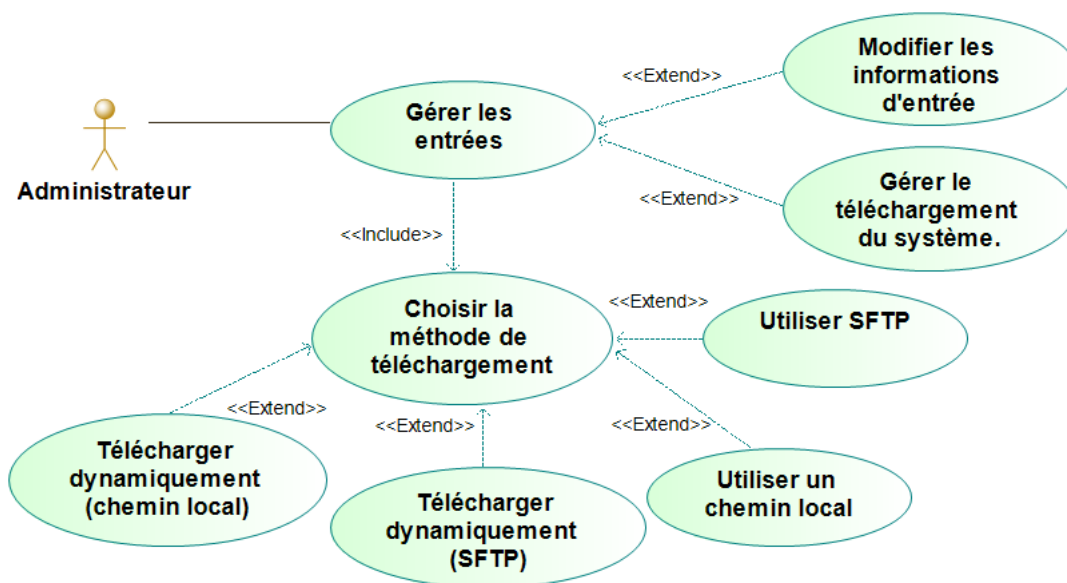 Modifier les
informations
d'entrée
<<Extend>>
Gérer les
entrées
Administrateur
Gérer le
téléchargement
du système.
<<Extend>>
<<Include>>
Choisir la
méthode de
téléchargement
<<Extend>>
Utiliser SFTP
<<Extend>>
<<Extend>>
<<Extend>>
Télécharger
dynamiquement
(chemin local)
Télécharger
dynamiquement
(SFTP)
Utiliser un
chemin local